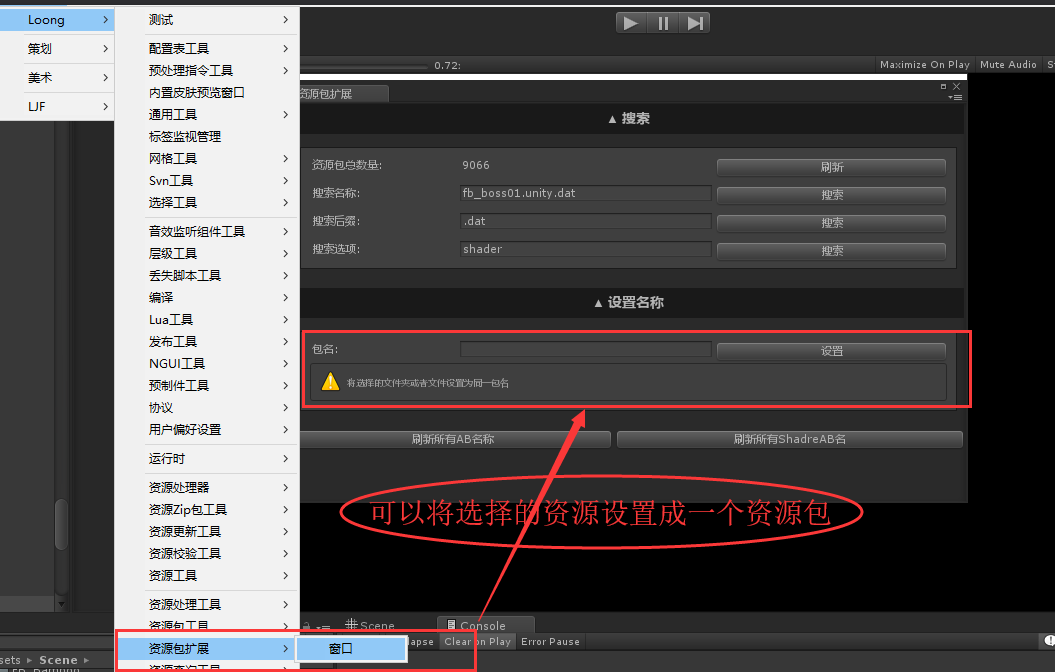 Loong
策划
美术
LJF
测试
配置表工具
预处理指令工具
内置皮肤预览窗口
通用工具
标签监视管理
网格工具
Svn工具
选择工具
音效监听组件工具
层级工具
丢失脚本工具
编译
Lua工具
发布工具
NGUI工具
预制件工具
协议
用户偏好设置
运行时
资源处理器
资源Zip包工具
资源更新工具
资源校验工具
资源工具
资源处理工具
资源包工具
资源包扩展
窗口
0.72:
Maximize On Play
Mute Audio
资源包扩展
▲ 搜索
资源包总数量: 9066 刷新
搜索名称: fb_boss01.unity.dat 搜索
搜索后缀: .dat 搜索
搜索选项: shader 搜索
▲ 设置名称
包名: 设置
将选择的文件夹或者文件设置为同一包名
刷新所有AB名称 刷新所有ShadreAB名
可以将选择的资源设置成一个资源包
Scene
Console
lapse
Clear on Play
Error Pause
sets ▸ Scene ▸